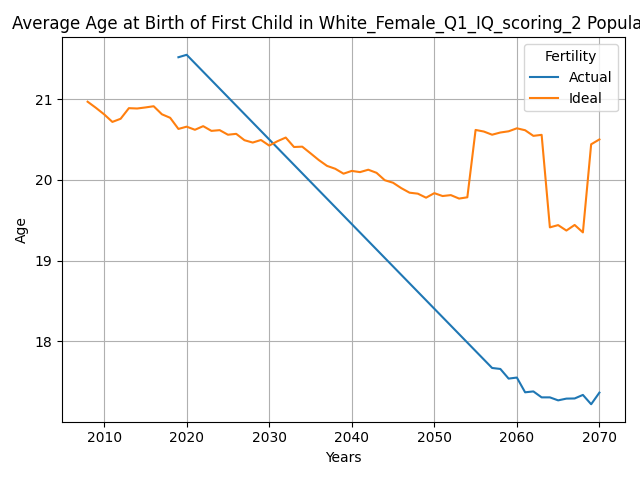 Average Age at Birth of First Child in White_Female_Q1_IQ_scoring_2 Popula
Fertility
Actual
Ideal
Age
21
20
19
18
2010 2020 2030 2040 2050 2060 2070
Years